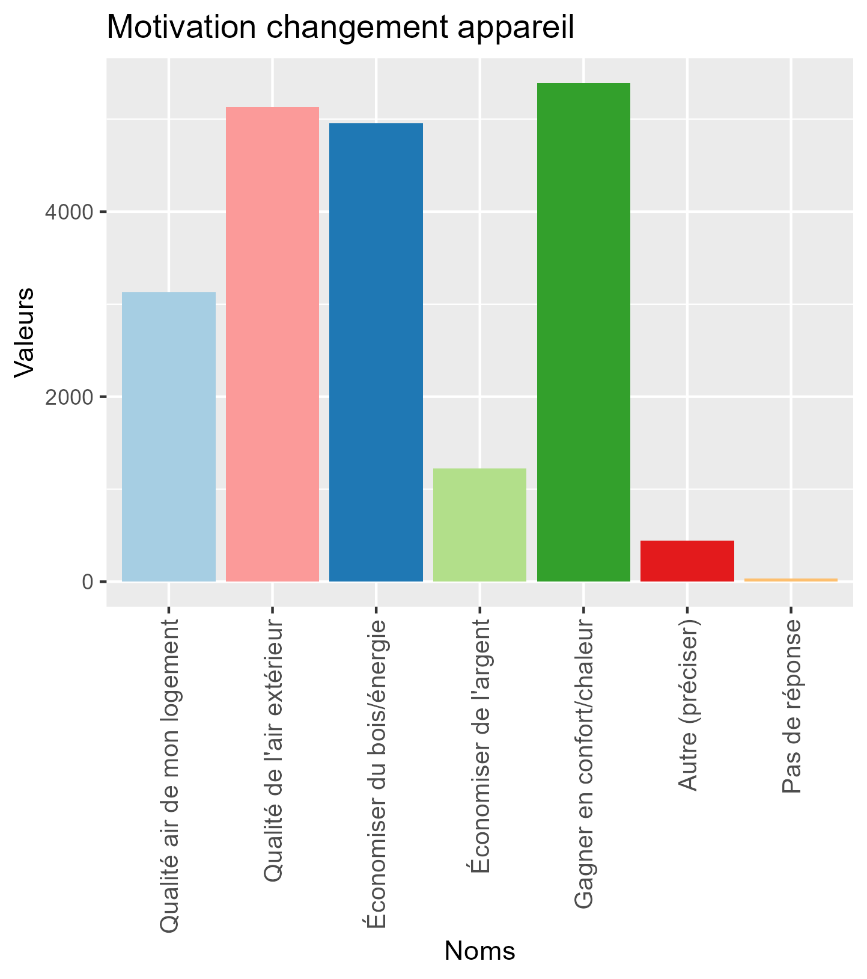 Motivation changement appareil
Valeurs
4000
2000
0
Qualité air de mon logement
Qualité de l'air extérieur
Économiser du bois/énergie
Économiser de l'argent
Gagner en confort/chaleur
Autre (préciser)
Pas de réponse
Noms